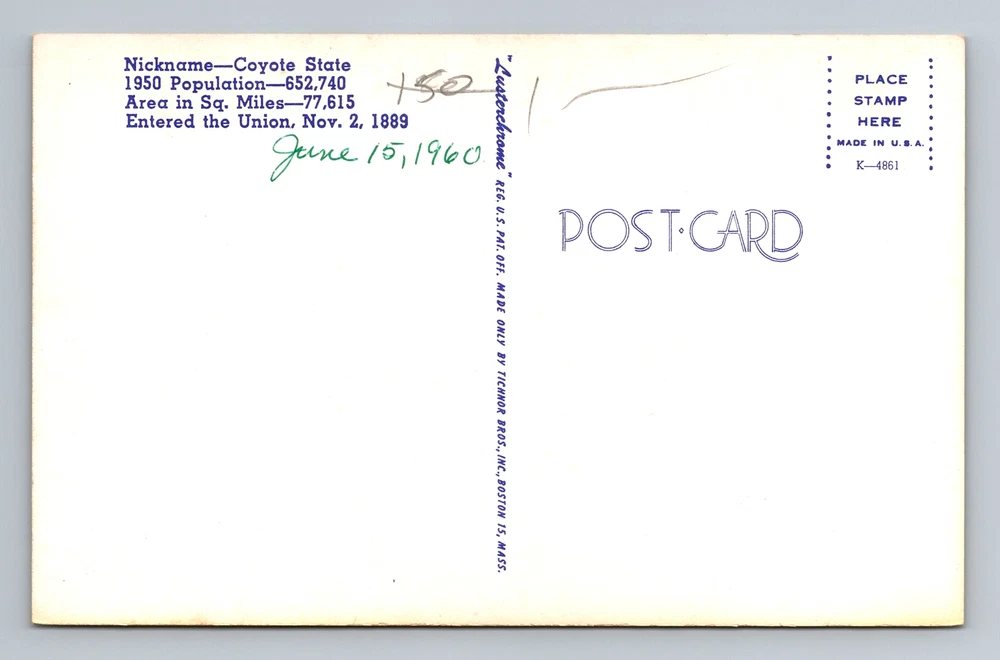 Nickname—Coyote State
1950 Population—652,740
Area in Sq. Miles—77,615
Entered the Union, Nov. 2, 1889
June 15, 1960
"Lusterchrome" REG. U.S. PAT. OFF. MADE ONLY BY TICHNOR BROS., INC., BOSTON 15, MASS.
POST·CARD
PLACE
STAMP
HERE
MADE IN U.S.A.
K—4861